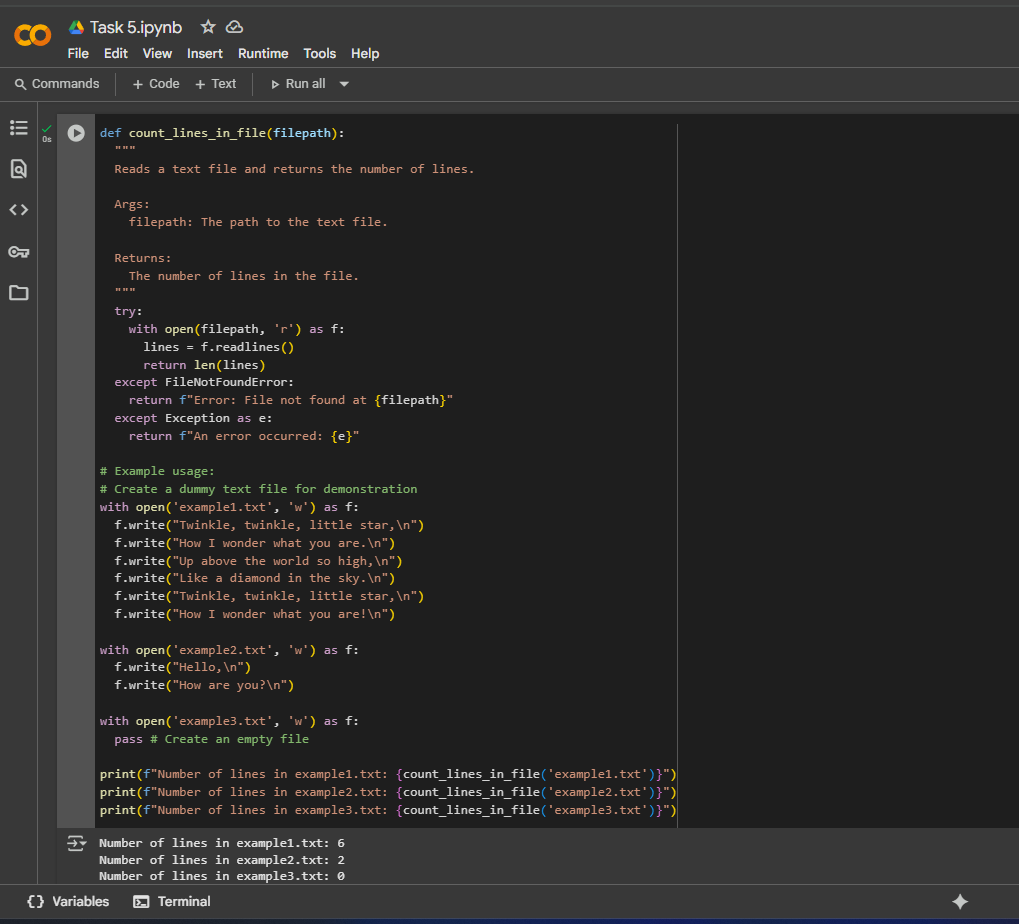 Task 5.ipynb
File Edit View Insert Runtime Tools Help
Commands + Code + Text Run all
0s
def count_lines_in_file(filepath):
  """
  Reads a text file and returns the number of lines.

  Args:
    filepath: The path to the text file.

  Returns:
    The number of lines in the file.
  """
  try:
    with open(filepath, 'r') as f:
      lines = f.readlines()
      return len(lines)
  except FileNotFoundError:
    return f"Error: File not found at {filepath}"
  except Exception as e:
    return f"An error occurred: {e}"

# Example usage:
# Create a dummy text file for demonstration
with open('example1.txt', 'w') as f:
  f.write("Twinkle, twinkle, little star,\n")
  f.write("How I wonder what you are.\n")
  f.write("Up above the world so high,\n")
  f.write("Like a diamond in the sky.\n")
  f.write("Twinkle, twinkle, little star,\n")
  f.write("How I wonder what you are!\n")

with open('example2.txt', 'w') as f:
  f.write("Hello,\n")
  f.write("How are you?\n")

with open('example3.txt', 'w') as f:
  pass # Create an empty file

print(f"Number of lines in example1.txt: {count_lines_in_file('example1.txt')}")
print(f"Number of lines in example2.txt: {count_lines_in_file('example2.txt')}")
print(f"Number of lines in example3.txt: {count_lines_in_file('example3.txt')}")
Number of lines in example1.txt: 6
Number of lines in example2.txt: 2
Number of lines in example3.txt: 0
{} Variables Terminal